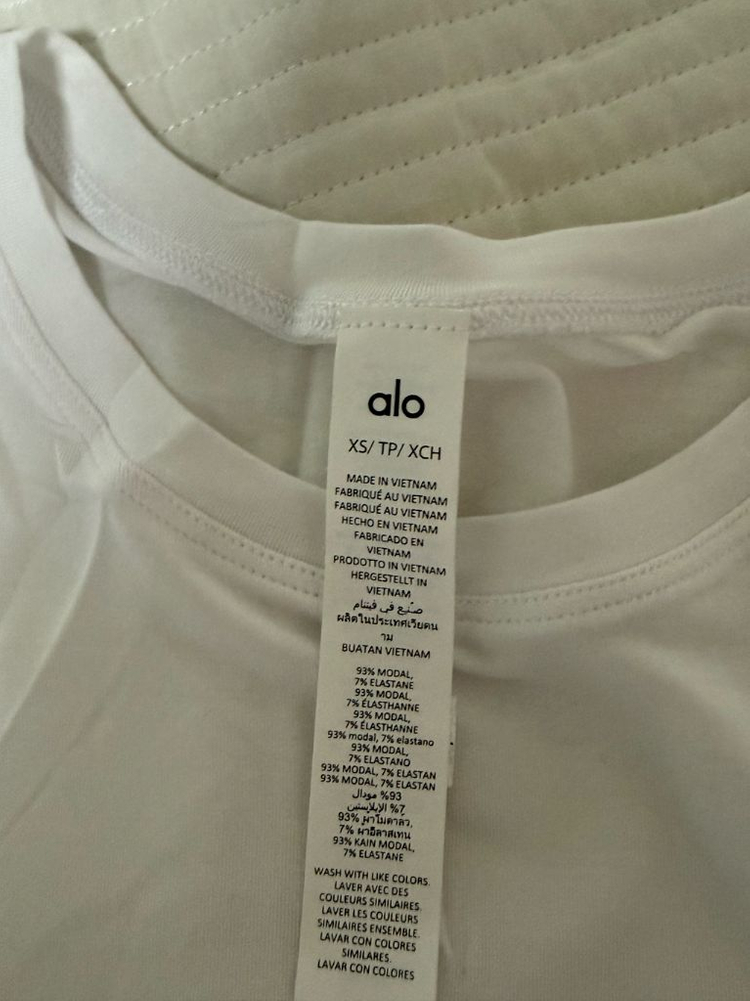 alo
XS/ TP/ XCH
MADE IN VIETNAM
FABRIQUÉ AU VIETNAM
FABRIQUÉ AU VIETNAM
HECHO EN VIETNAM
FABRICADO EN
VIETNAM
PRODOTTO IN VIETNAM
HERGESTELLT IN
VIETNAM
صنع في فيتنام
ผลิตในประเทศเวียดน
าม
BUATAN VIETNAM
93% MODAL,
7% ELASTANE
93% MODAL,
7% ÉLASTHANNE
93% MODAL,
7% ÉLASTHANNE
93% modal, 7% elastano
93% MODAL,
7% ELASTANO
93% MODAL, 7% ELASTAN
93% MODAL, 7% ELASTAN
93% مودال
7% الإيلاستين
93% ผ้าโมดาล,
7% ผ้าอีลาสเทน
93% KAIN MODAL,
7% ELASTANE
WASH WITH LIKE COLORS.
LAVER AVEC DES
COULEURS SIMILAIRES.
LAVER LES COULEURS
SIMILAIRES ENSEMBLE.
LAVAR CON COLORES
SIMILARES.
LAVAR CON COLORES